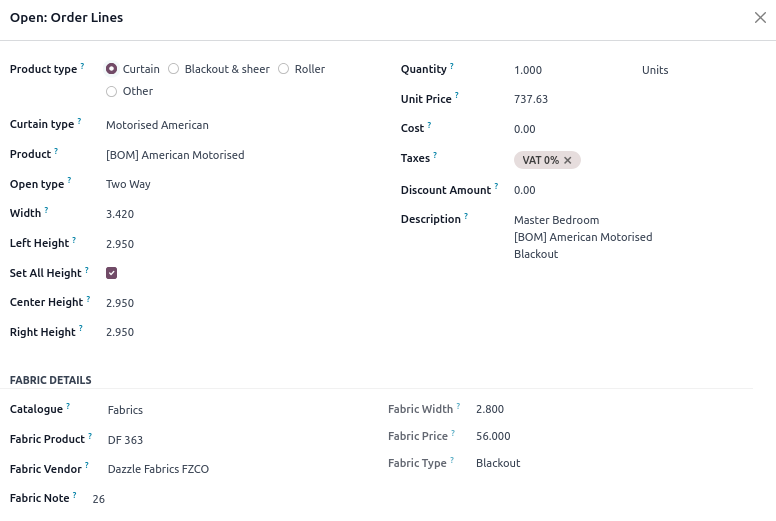 Open: Order Lines
Product type ? Curtain Blackout & sheer Roller
Other
Curtain type ? Motorised American
Product ? [BOM] American Motorised
Open type ? Two Way
Width ? 3.420
Left Height ? 2.950
Set All Height ?
Center Height ? 2.950
Right Height ? 2.950
Quantity ? 1.000 Units
Unit Price ? 737.63
Cost ? 0.00
Taxes ? VAT 0% ×
Discount Amount ? 0.00
Description ? Master Bedroom
[BOM] American Motorised
Blackout
FABRIC DETAILS
Catalogue ? Fabrics
Fabric Product ? DF 363
Fabric Vendor ? Dazzle Fabrics FZCO
Fabric Note ? 26
Fabric Width ? 2.800
Fabric Price ? 56.000
Fabric Type ? Blackout